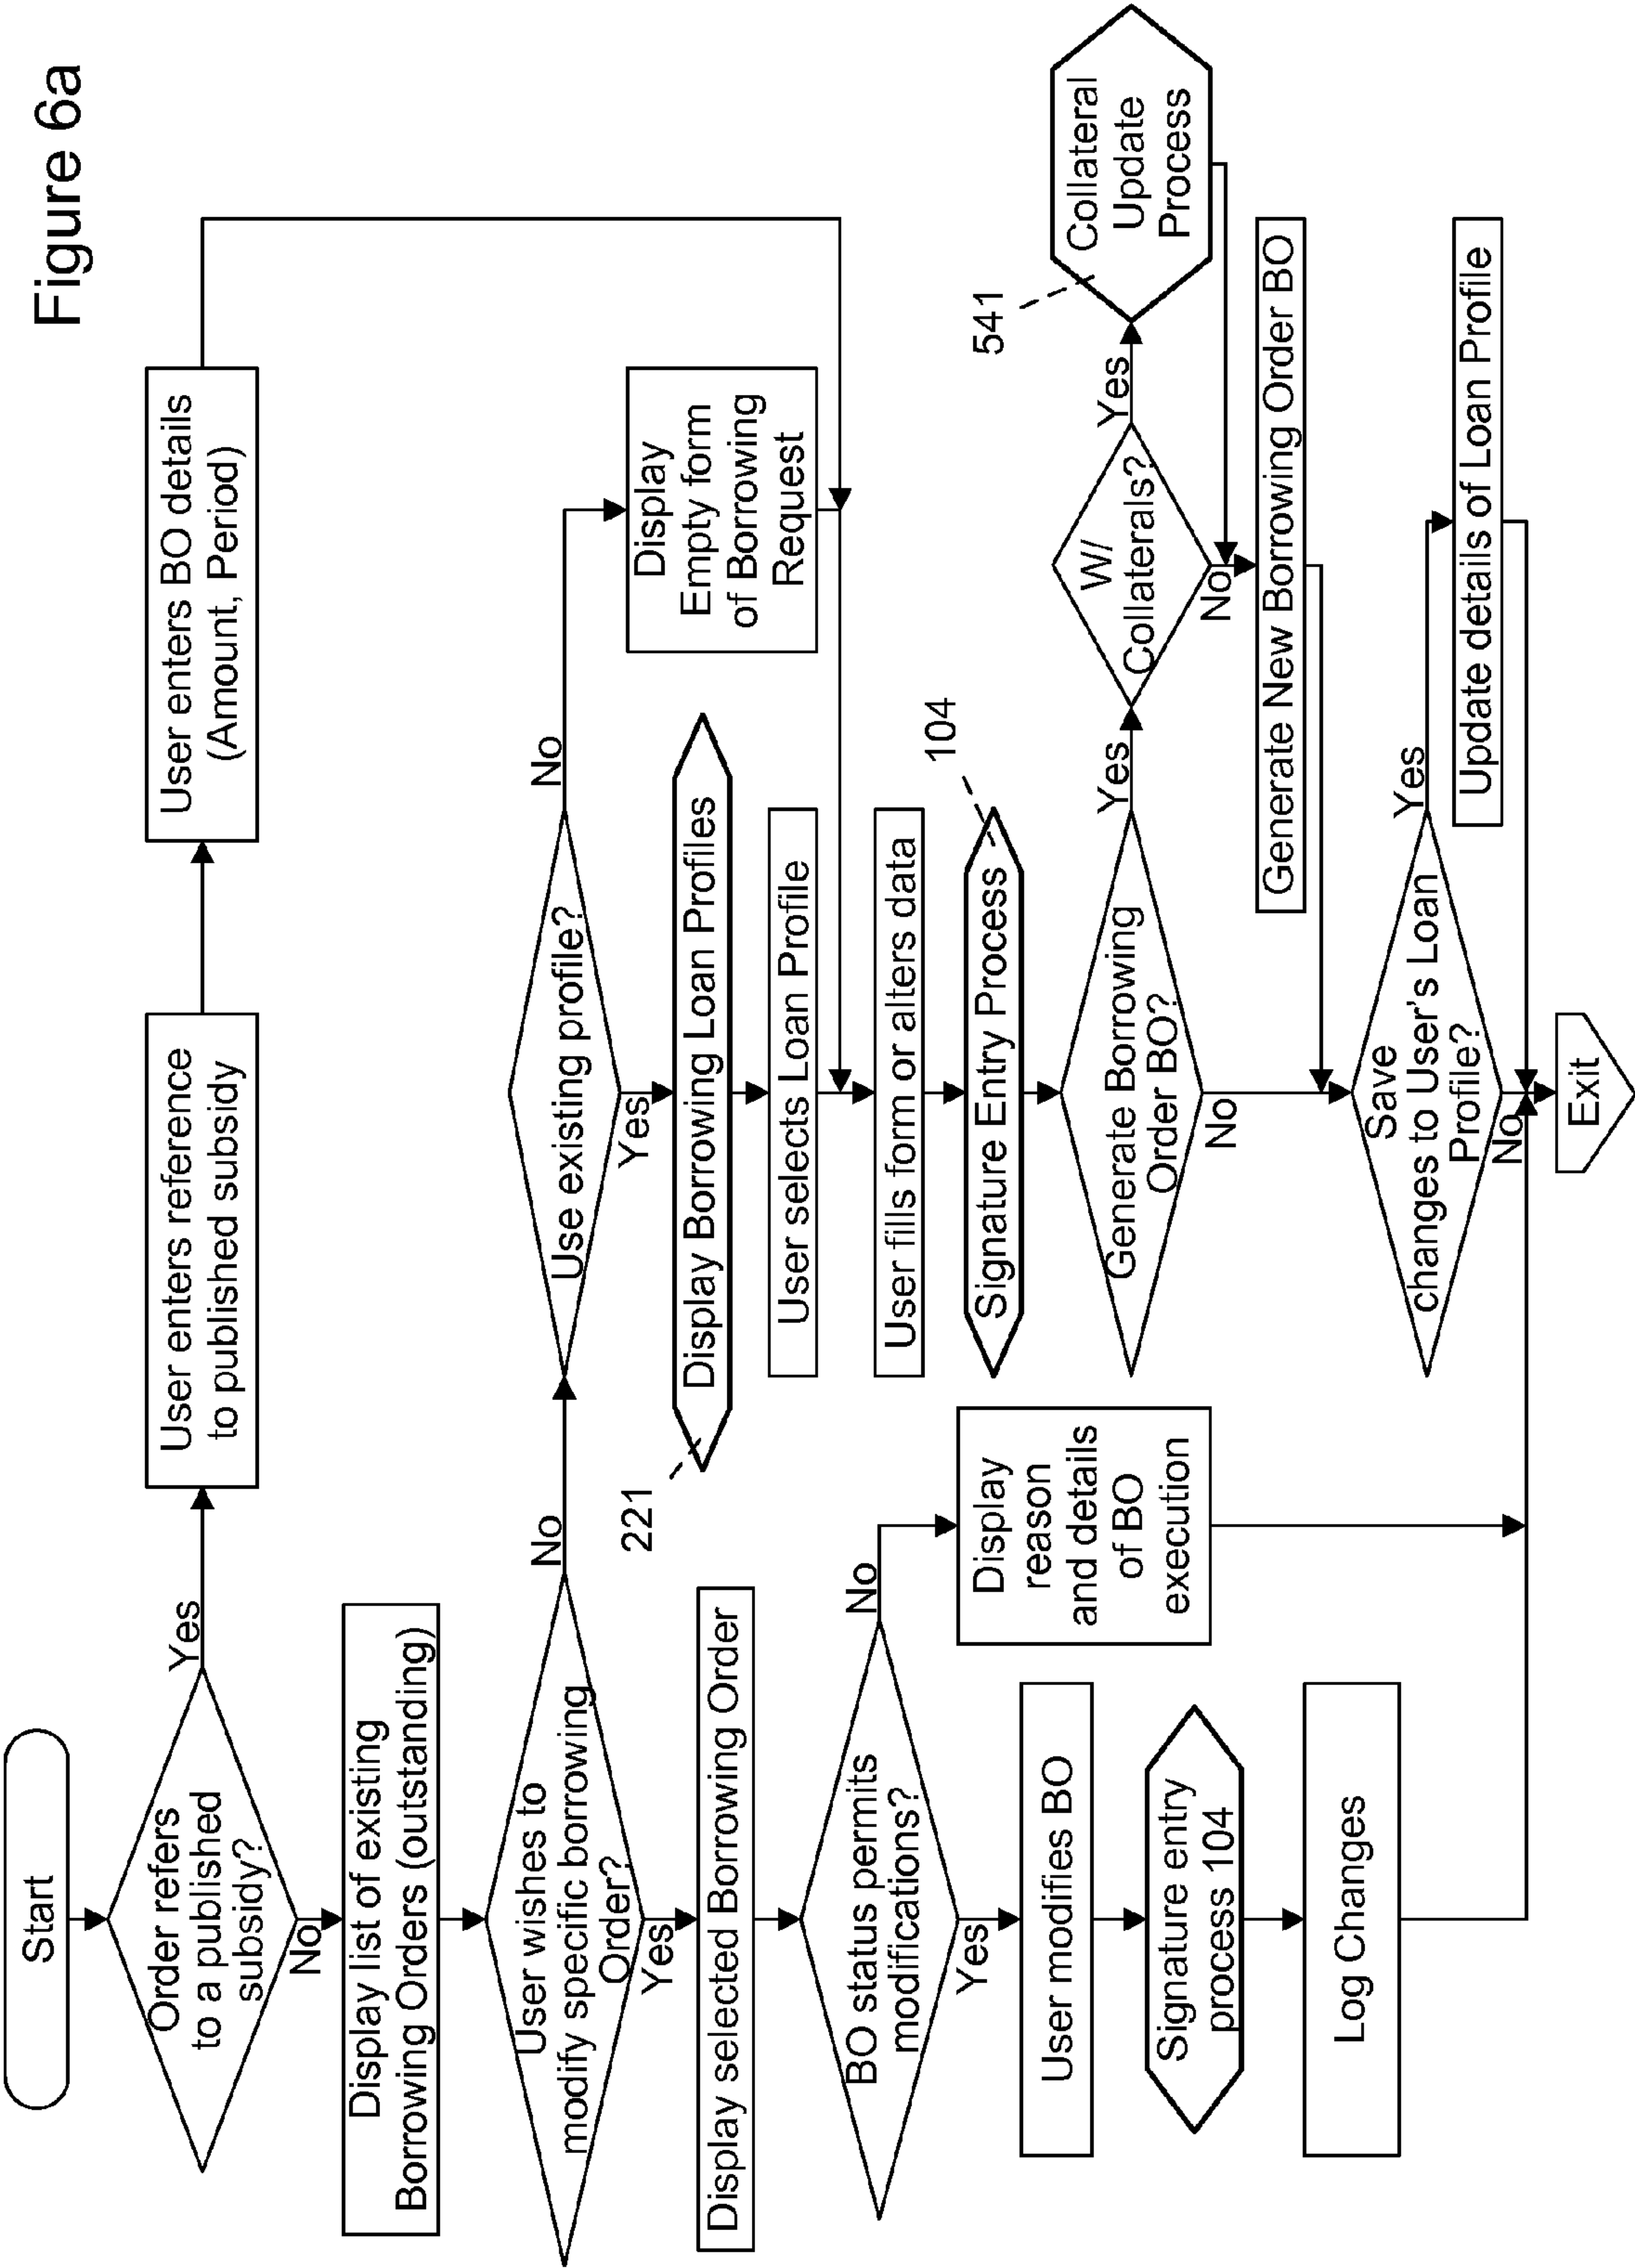 Figure 6a
Start
Order refers
to a published
subsidy?
Yes
No
User enters reference
to published subsidy
User enters BO details
(Amount, Period)
Display list of existing
Borrowing Orders (outstanding)
User wishes to
modify specific borrowing
Order?
No
Yes
Use existing profile?
No
Yes
Display
Empty form
of Borrowing
Request
221
Display Borrowing Loan Profiles
User selects Loan Profile
User fills form or alters data
104
Signature Entry Process
Generate Borrowing
Order BO?
Yes
No
W/
Collaterals?
Yes
No
541
Collateral
Update
Process
Generate New Borrowing Order BO
Save
changes to User's Loan
Profile?
Yes
No
Update details of Loan Profile
Display selected Borrowing Order
BO status permits
modifications?
No
Yes
Display
reason
and details
of BO
execution
User modifies BO
Signature entry
process 104
Log Changes
Exit